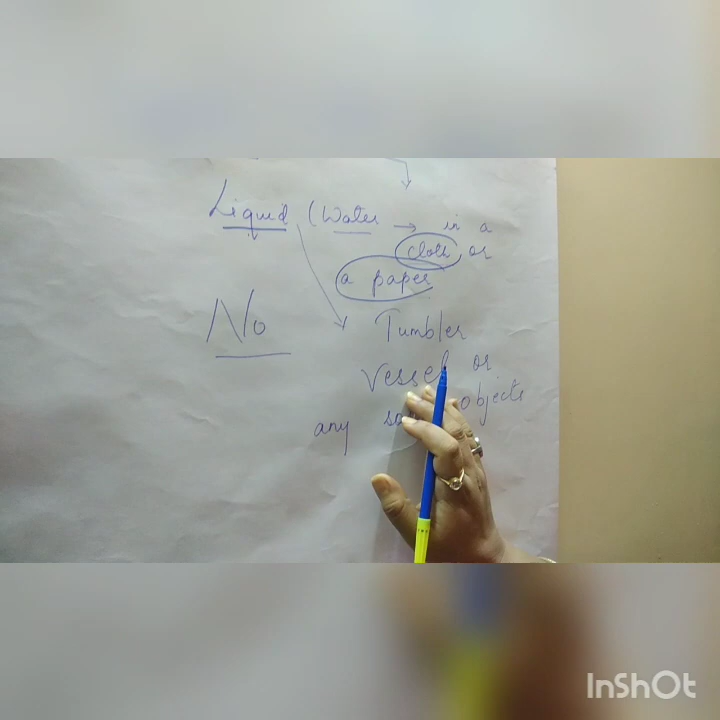 Liquid (Water → in a
cloth or
a paper
No
Tumbler
Vessel or
any objects
InShOt